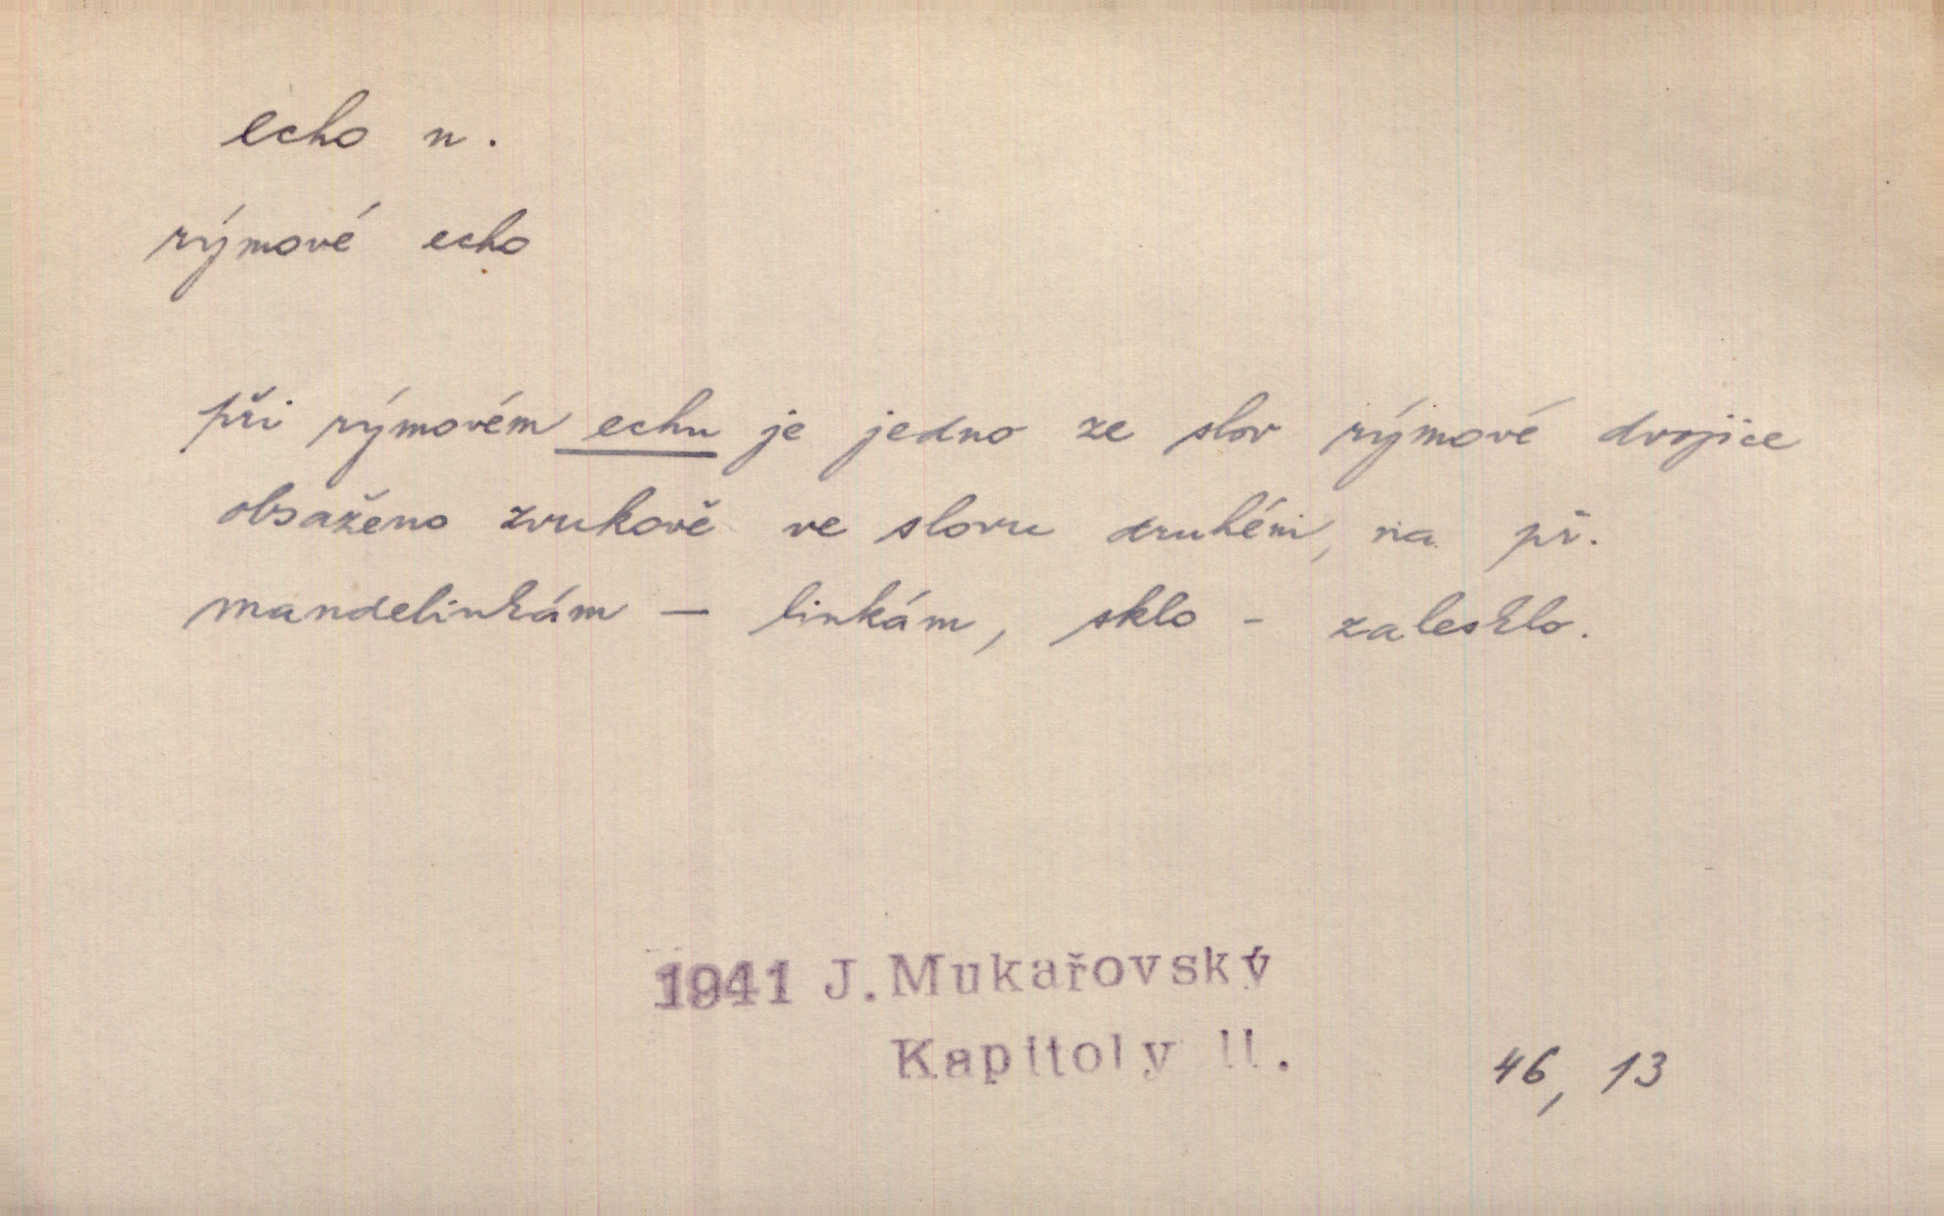 echo n.
rýmové echo
při rýmovém echu je jedno ze slov rýmové dvojice
obsaženo zvukově ve slovu druhém, na př.
mandelinkám – linkám, sklo - zalesklo.
1941 J. Mukařovský
Kapitoly II.
46, 13